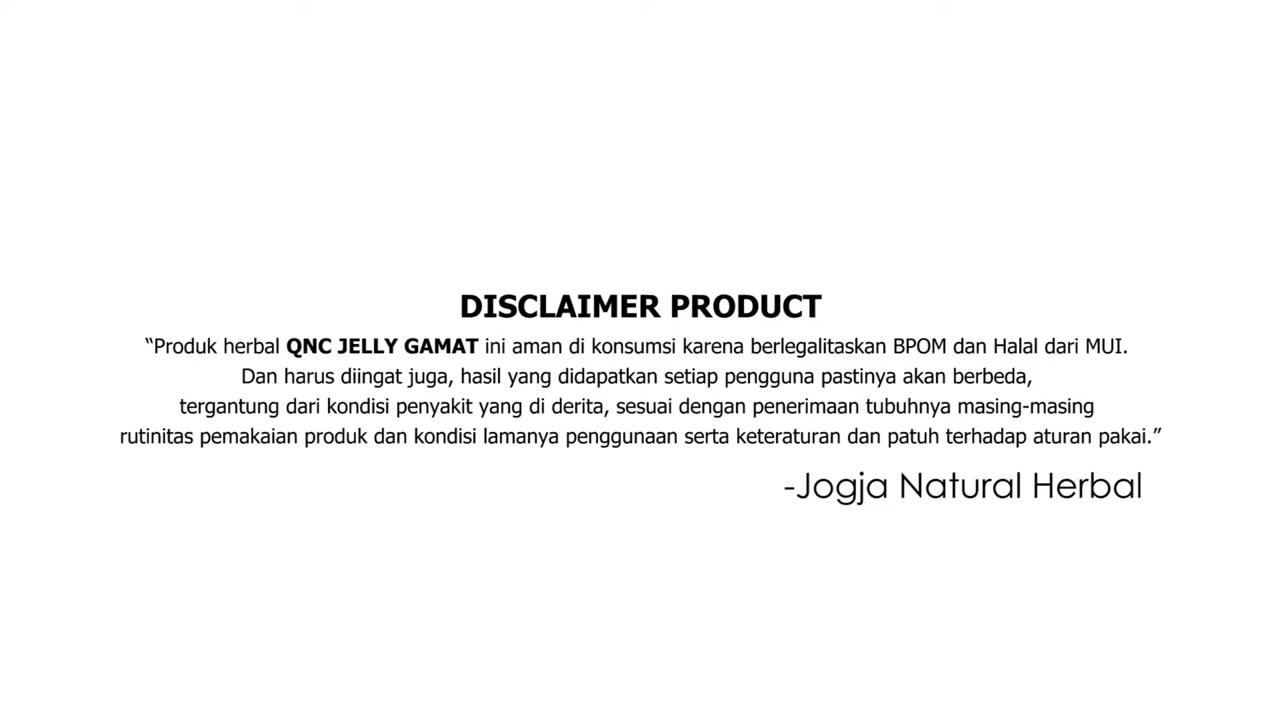 DISCLAIMER PRODUCT
“Produk herbal QNC JELLY GAMAT ini aman di konsumsi karena berlegalitaskan BPOM dan Halal dari MUI.
Dan harus diingat juga, hasil yang didapatkan setiap pengguna pastinya akan berbeda,
tergantung dari kondisi penyakit yang di derita, sesuai dengan penerimaan tubuhnya masing-masing
rutinitas pemakaian produk dan kondisi lamanya penggunaan serta keteraturan dan patuh terhadap aturan pakai.”
-Jogja Natural Herbal